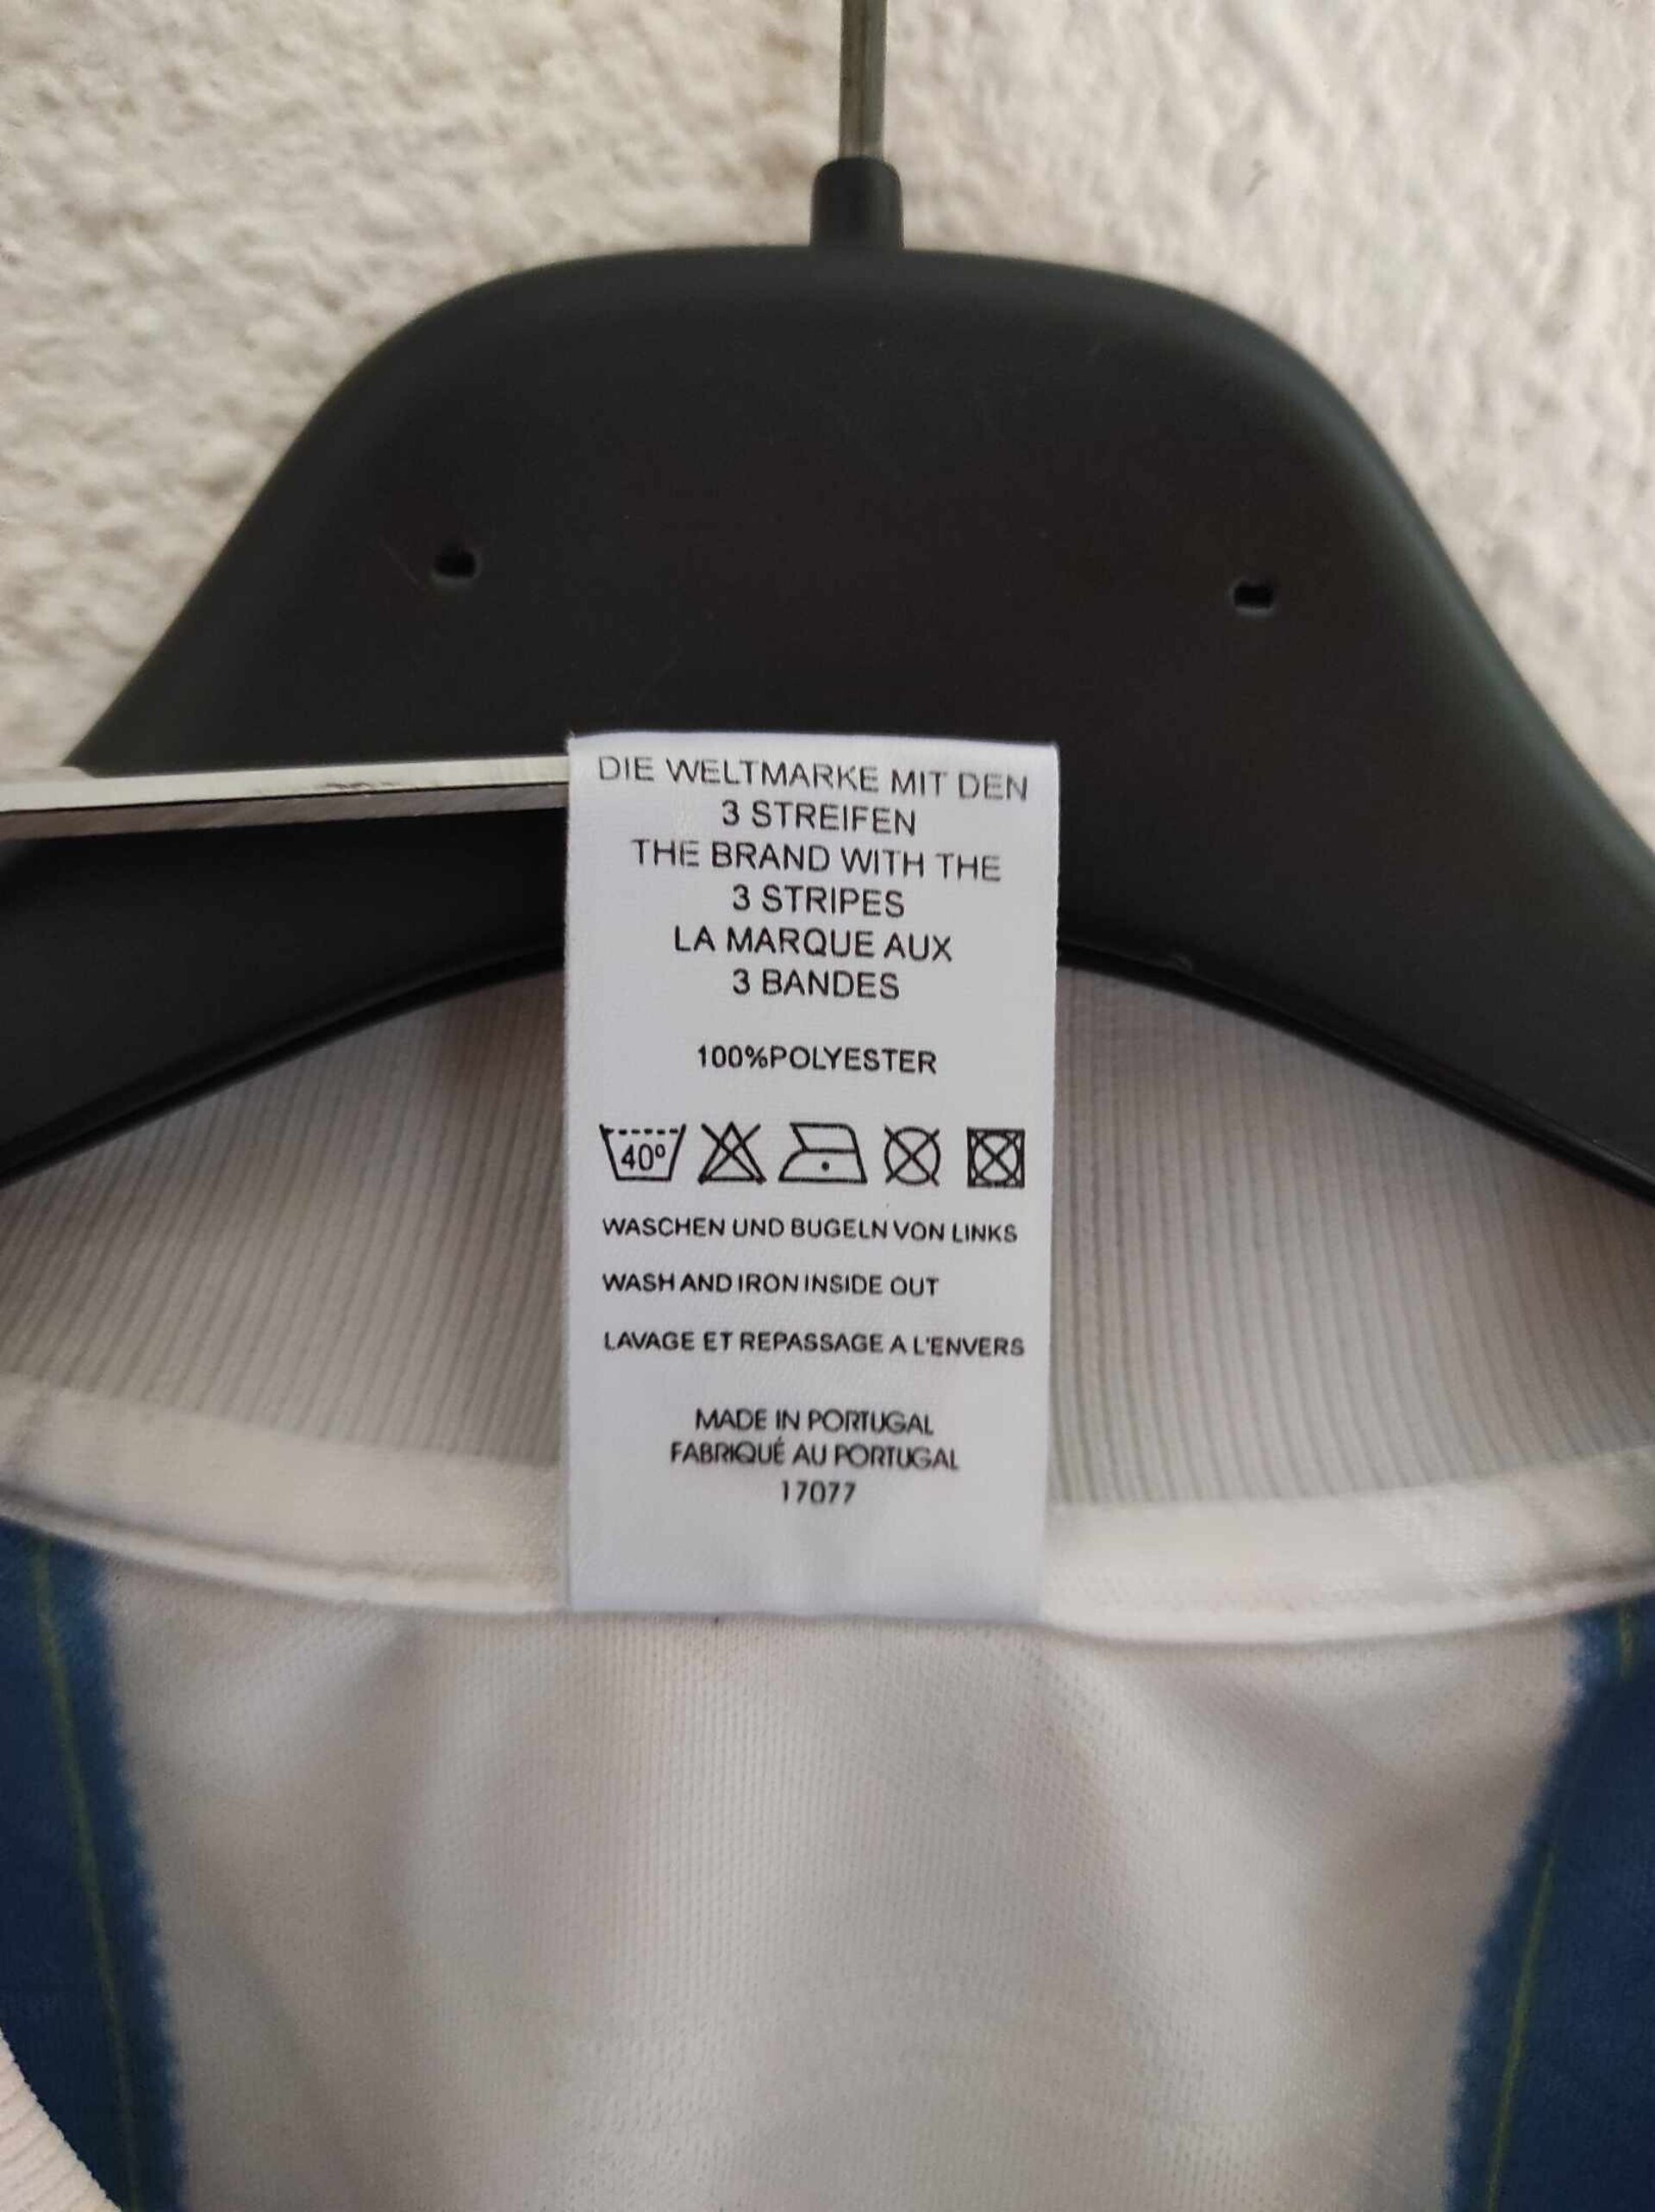 DIE WELTMARKE MIT DEN
3 STREIFEN
THE BRAND WITH THE
3 STRIPES
LA MARQUE AUX
3 BANDES
100%POLYESTER
40º
WASCHEN UND BUGELN VON LINKS
WASH AND IRON INSIDE OUT
LAVAGE ET REPASSAGE A L'ENVERS
MADE IN PORTUGAL
FABRIQUÉ AU PORTUGAL
17077